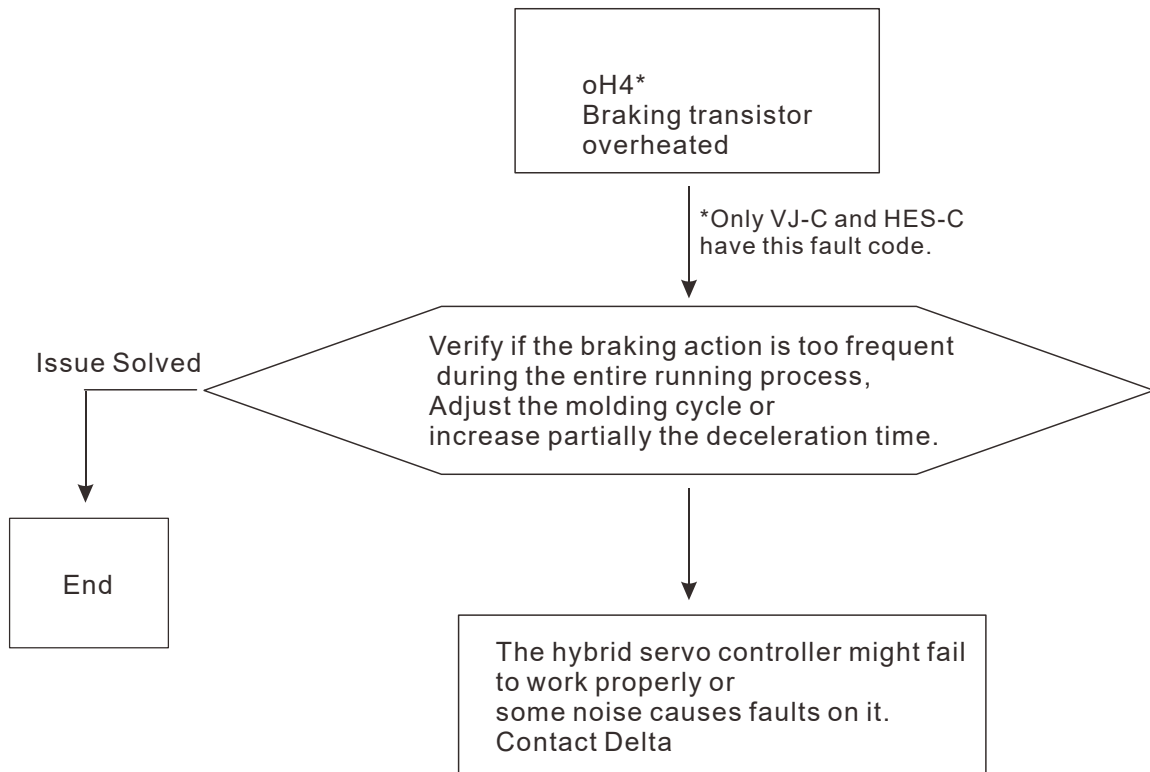 oH4*
Braking transistor
overheated
*Only VJ-C and HES-C
have this fault code.
Issue Solved
Verify if the braking action is too frequent
during the entire running process,
Adjust the molding cycle or
increase partially the deceleration time.
End
The hybrid servo controller might fail
to work properly or
some noise causes faults on it.
Contact Delta